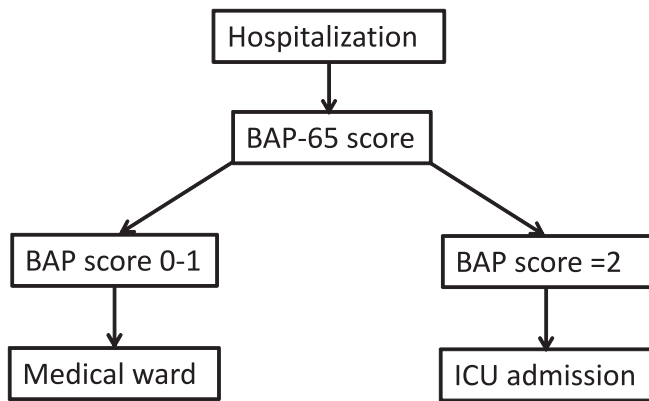 Hospitalization
BAP-65 score
BAP score 0-1
BAP score =2
Medical ward
ICU admission